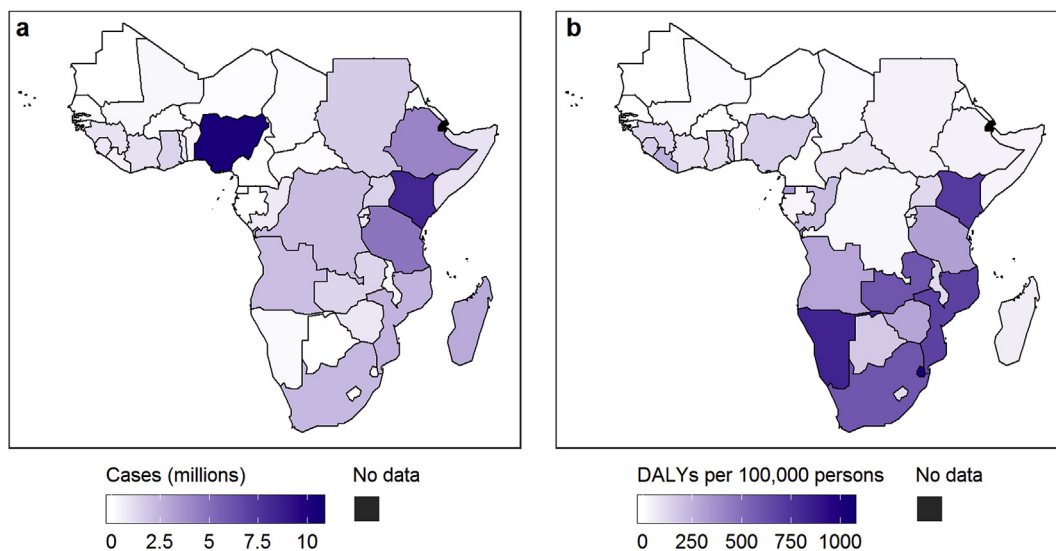 a
b
Cases (millions)
No data
0 2.5 7.5 10
DALYs per 100,000 persons
No data
0 250 500 750 1000